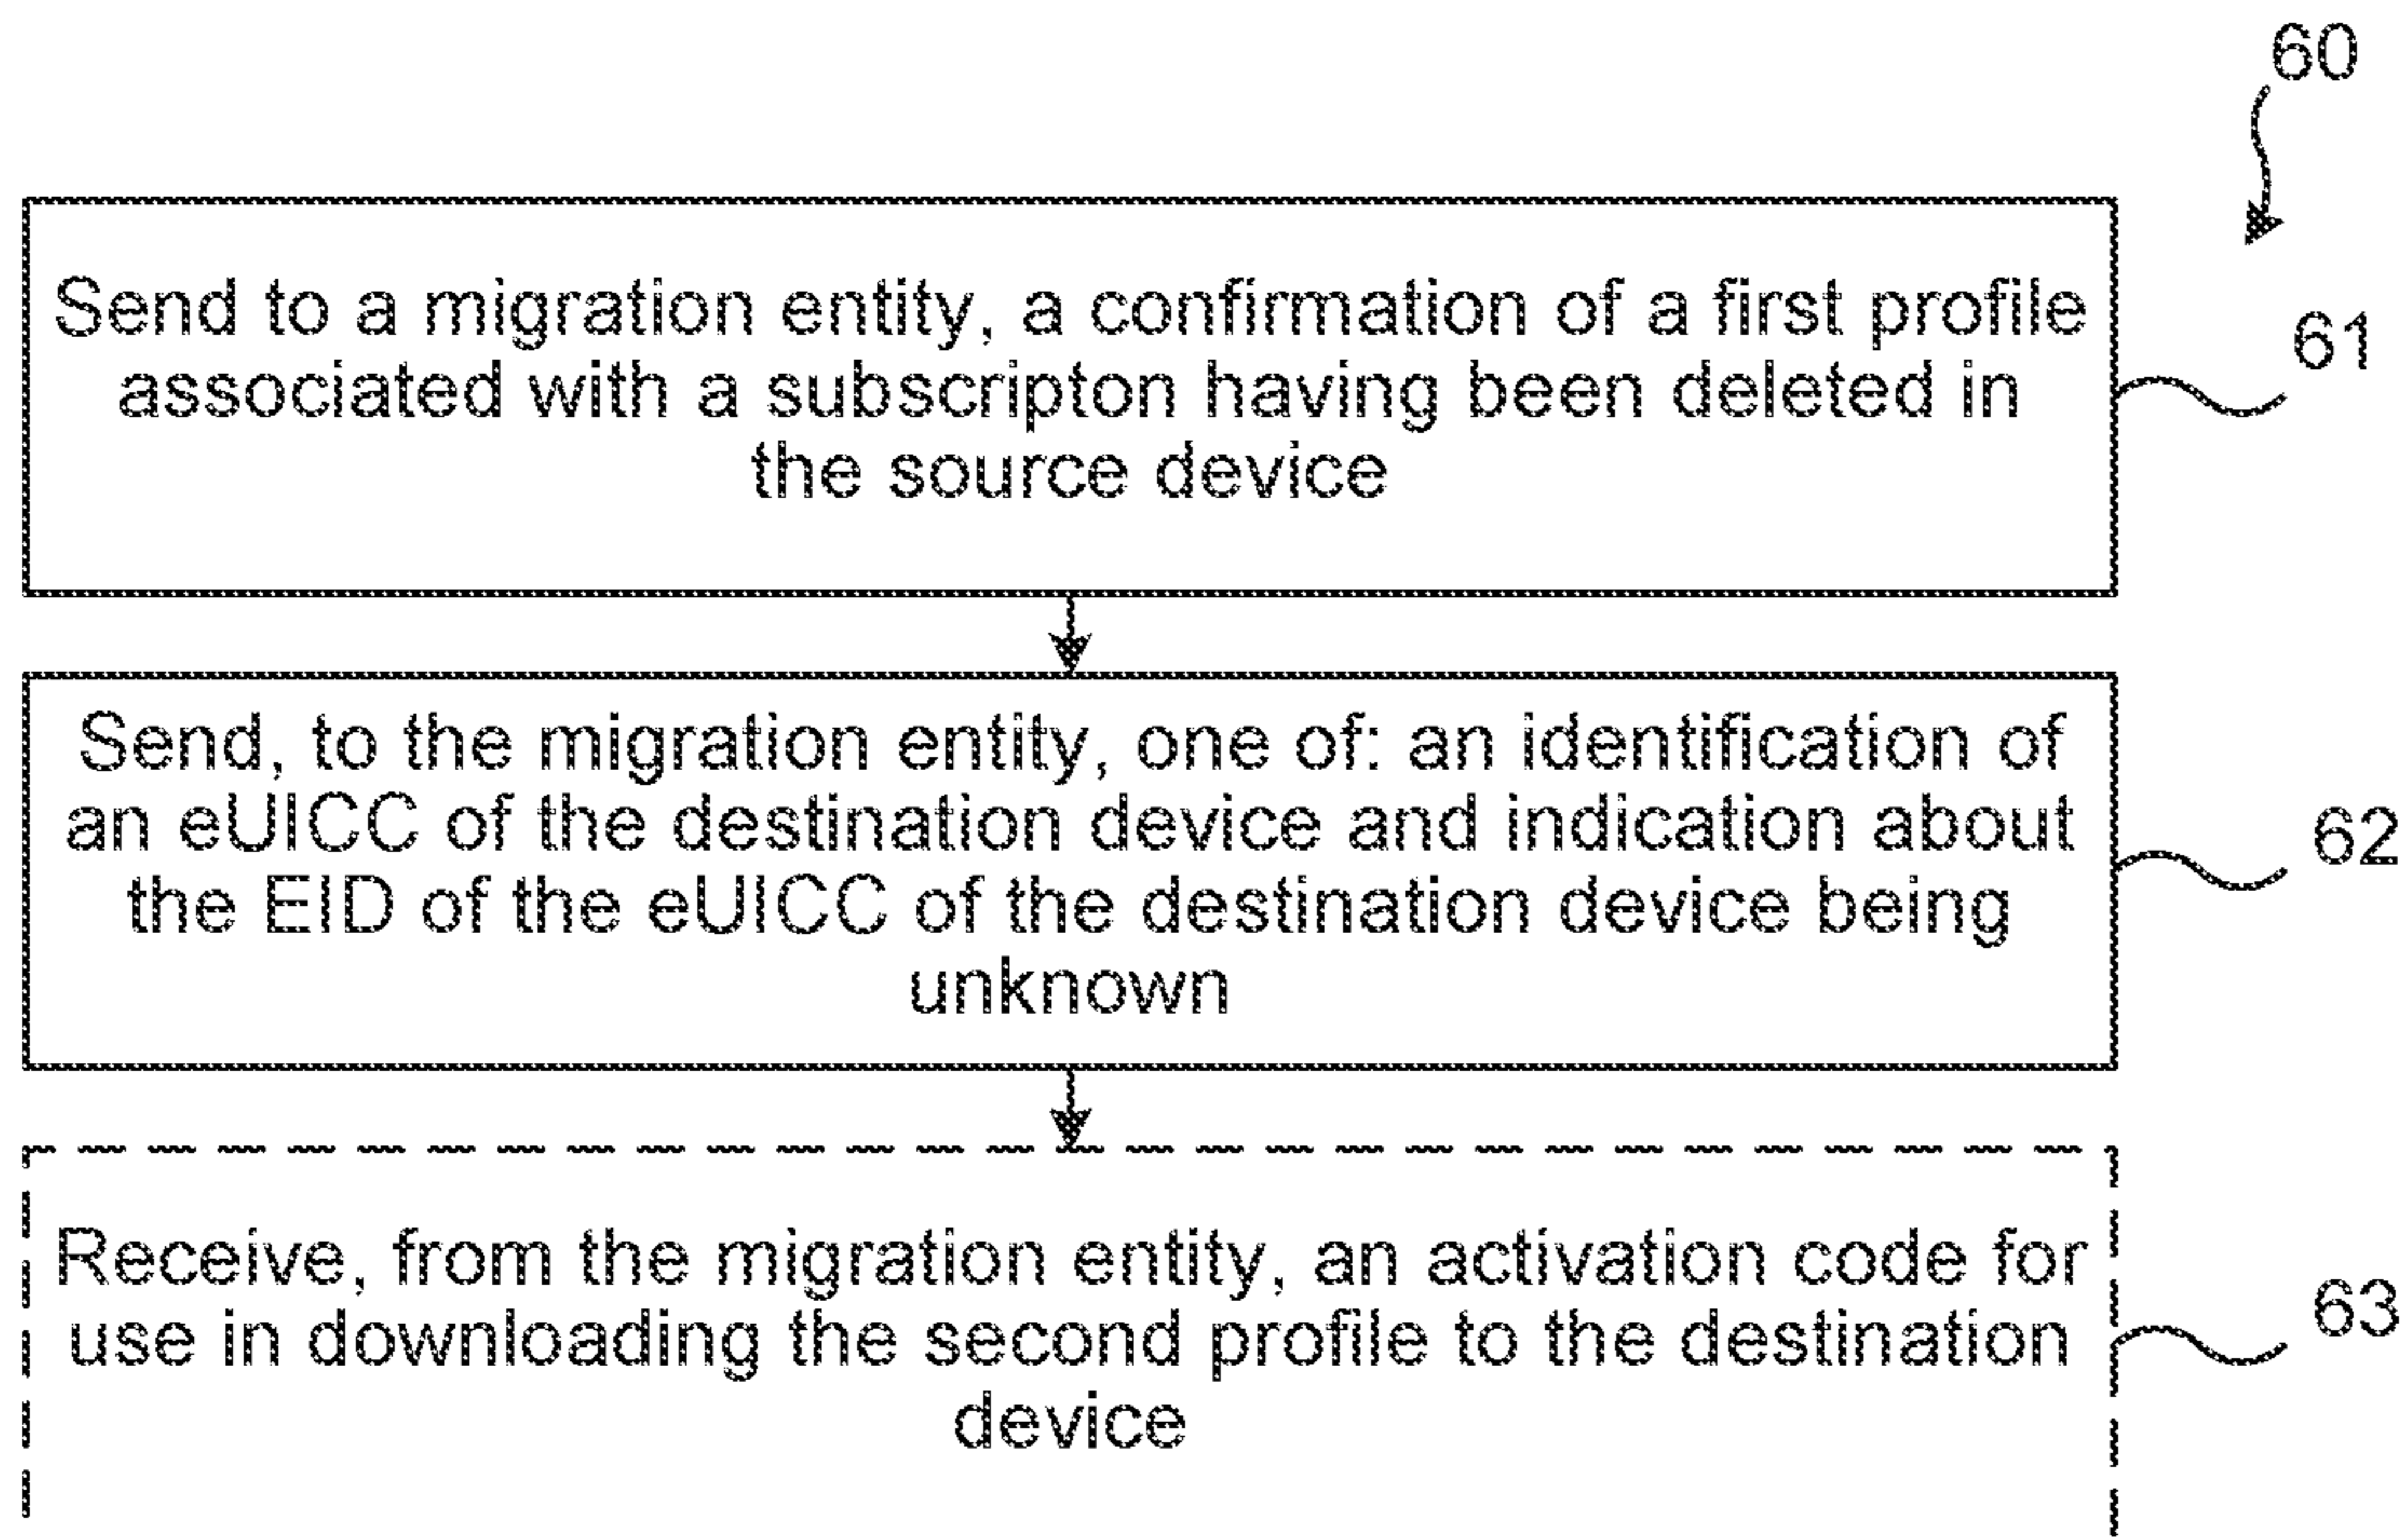 60
Send to a migration entity, a confirmation of a first profile
associated with a subscripton having been deleted in
the source device
61
Send, to the migration entity, one of: an identification of
an eUICC of the destination device and indication about
the EID of the eUICC of the destination device being
unknown
62
Receive, from the migration entity, an activation code for
use in downloading the second profile to the destination
device
63